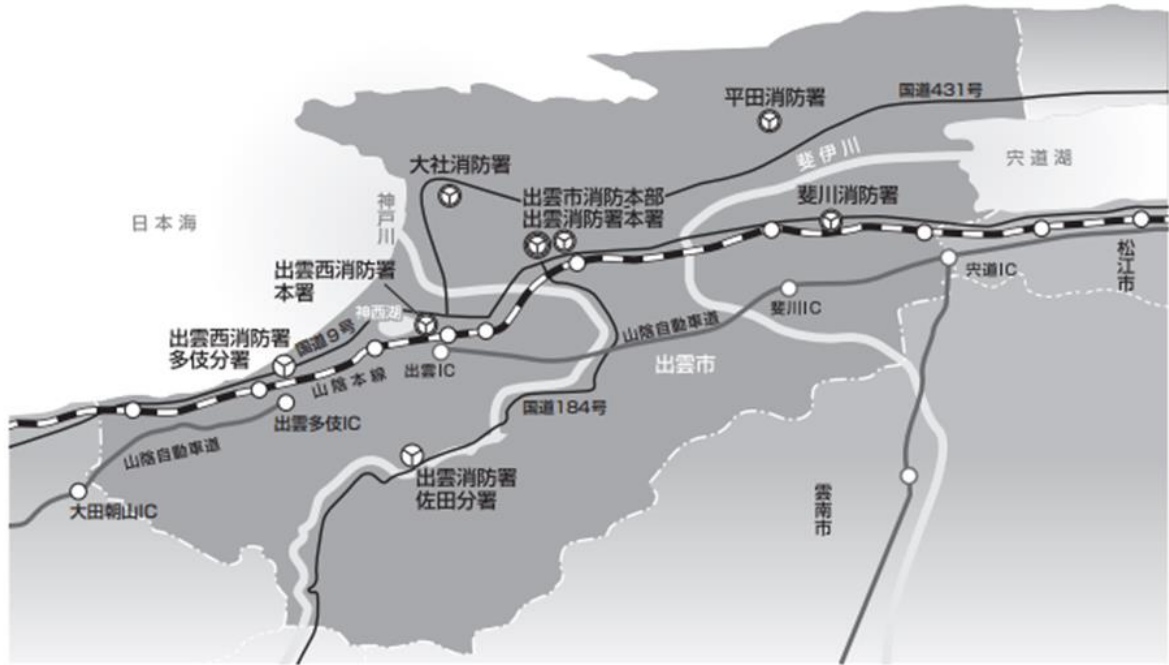 平田消防署
国道431号
斐伊川
宍道湖
大社消防署
出雲市消防本部
出雲消防署本署
斐川消防署
神戸川
日本海
松江市
出雲西消防署
本署
宍道IC
神西湖
斐川IC
出雲西消防署
多伎分署
国道9号
山陰自動車道
出雲市
山陰本線
出雲IC
国道184号
出雲多伎IC
山陰自動車道
出雲消防署
佐田分署
大田朝山IC
雲南市